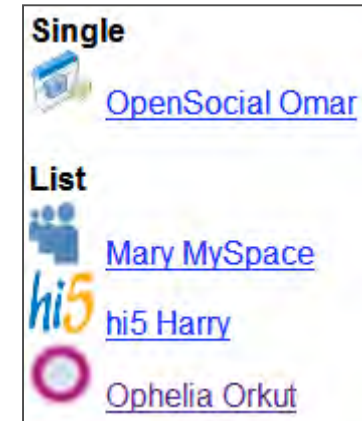 Single
OpenSocial Omar
List
Mary MySpace
hi5 hi5 Harry
Ophelia Orkut